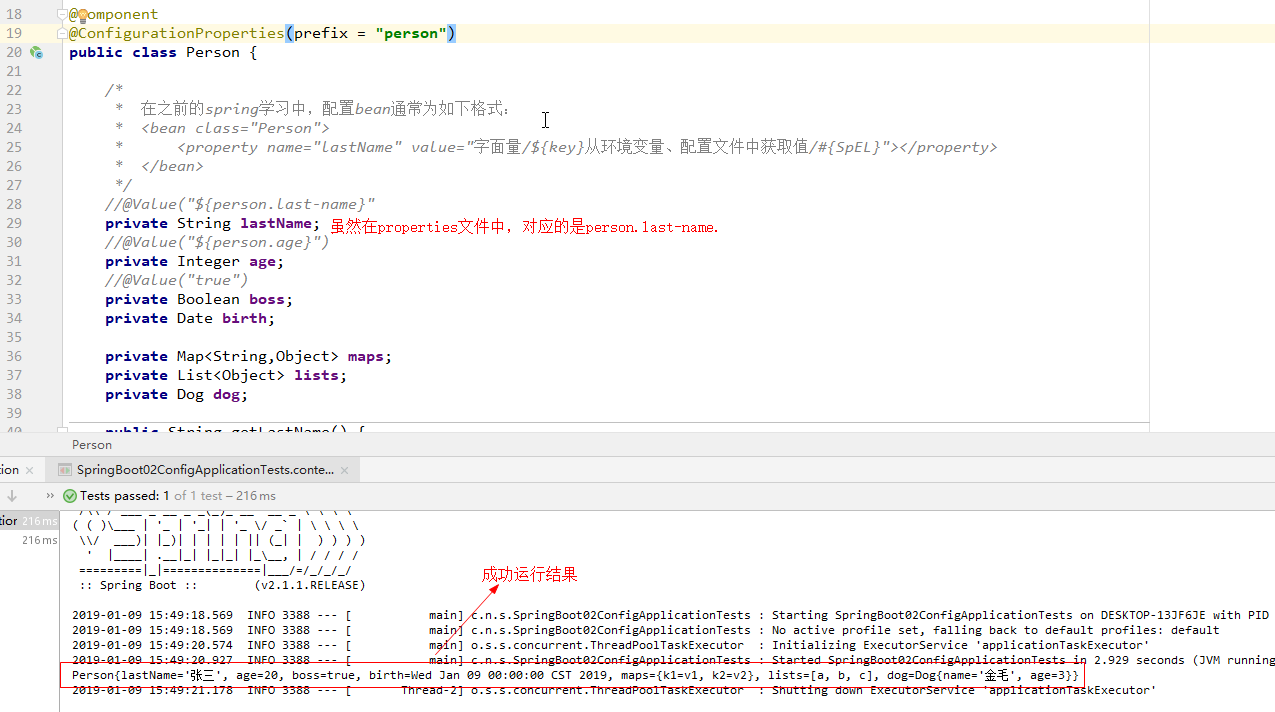 18 @Component
19 @ConfigurationProperties(prefix = "person")
20 public class Person {
21
22 /*
23 * 在之前的spring学习中，配置bean通常为如下格式：
24 * <bean class="Person">
25 * <property name="lastName" value="字面量/${key}从环境变量、配置文件中获取值/#{SpEL}"></property>
26 * </bean>
27 */
28 //@Value("${person.last-name}"
29 private String lastName; 虽然在properties文件中，对应的是person.last-name.
30 //@Value("${person.age}")
31 private Integer age;
32 //@Value("true")
33 private Boolean boss;
34 private Date birth;
35
36 private Map<String,Object> maps;
37 private List<Object> lists;
38 private Dog dog;
39
40 public String getLastName() {
Person
tion × SpringBoot02ConfigApplicationTests.conte... ×
» Tests passed: 1 of 1 test – 216 ms
tior 216 ms
216 ms
:: Spring Boot :: (v2.1.1.RELEASE)
成功运行结果
2019-01-09 15:49:18.569 INFO 3388 --- [ main] c.n.s.SpringBoot02ConfigApplicationTests : Starting SpringBoot02ConfigApplicationTests on DESKTOP-13JF6JE with PID
2019-01-09 15:49:18.569 INFO 3388 --- [ main] c.n.s.SpringBoot02ConfigApplicationTests : No active profile set, falling back to default profiles: default
2019-01-09 15:49:20.574 INFO 3388 --- [ main] o.s.s.concurrent.ThreadPoolTaskExecutor : Initializing ExecutorService 'applicationTaskExecutor'
2019-01-09 15:49:20.927 INFO 3388 --- [ main] c.n.s.SpringBoot02ConfigApplicationTests : Started SpringBoot02ConfigApplicationTests in 2.929 seconds (JVM running
Person{lastName='张三', age=20, boss=true, birth=Wed Jan 09 00:00:00 CST 2019, maps={k1=v1, k2=v2}, lists=[a, b, c], dog=Dog{name='金毛', age=3}}
2019-01-09 15:49:21.178 INFO 3388 --- [ Thread-2] o.s.s.concurrent.ThreadPoolTaskExecutor : Shutting down ExecutorService 'applicationTaskExecutor'